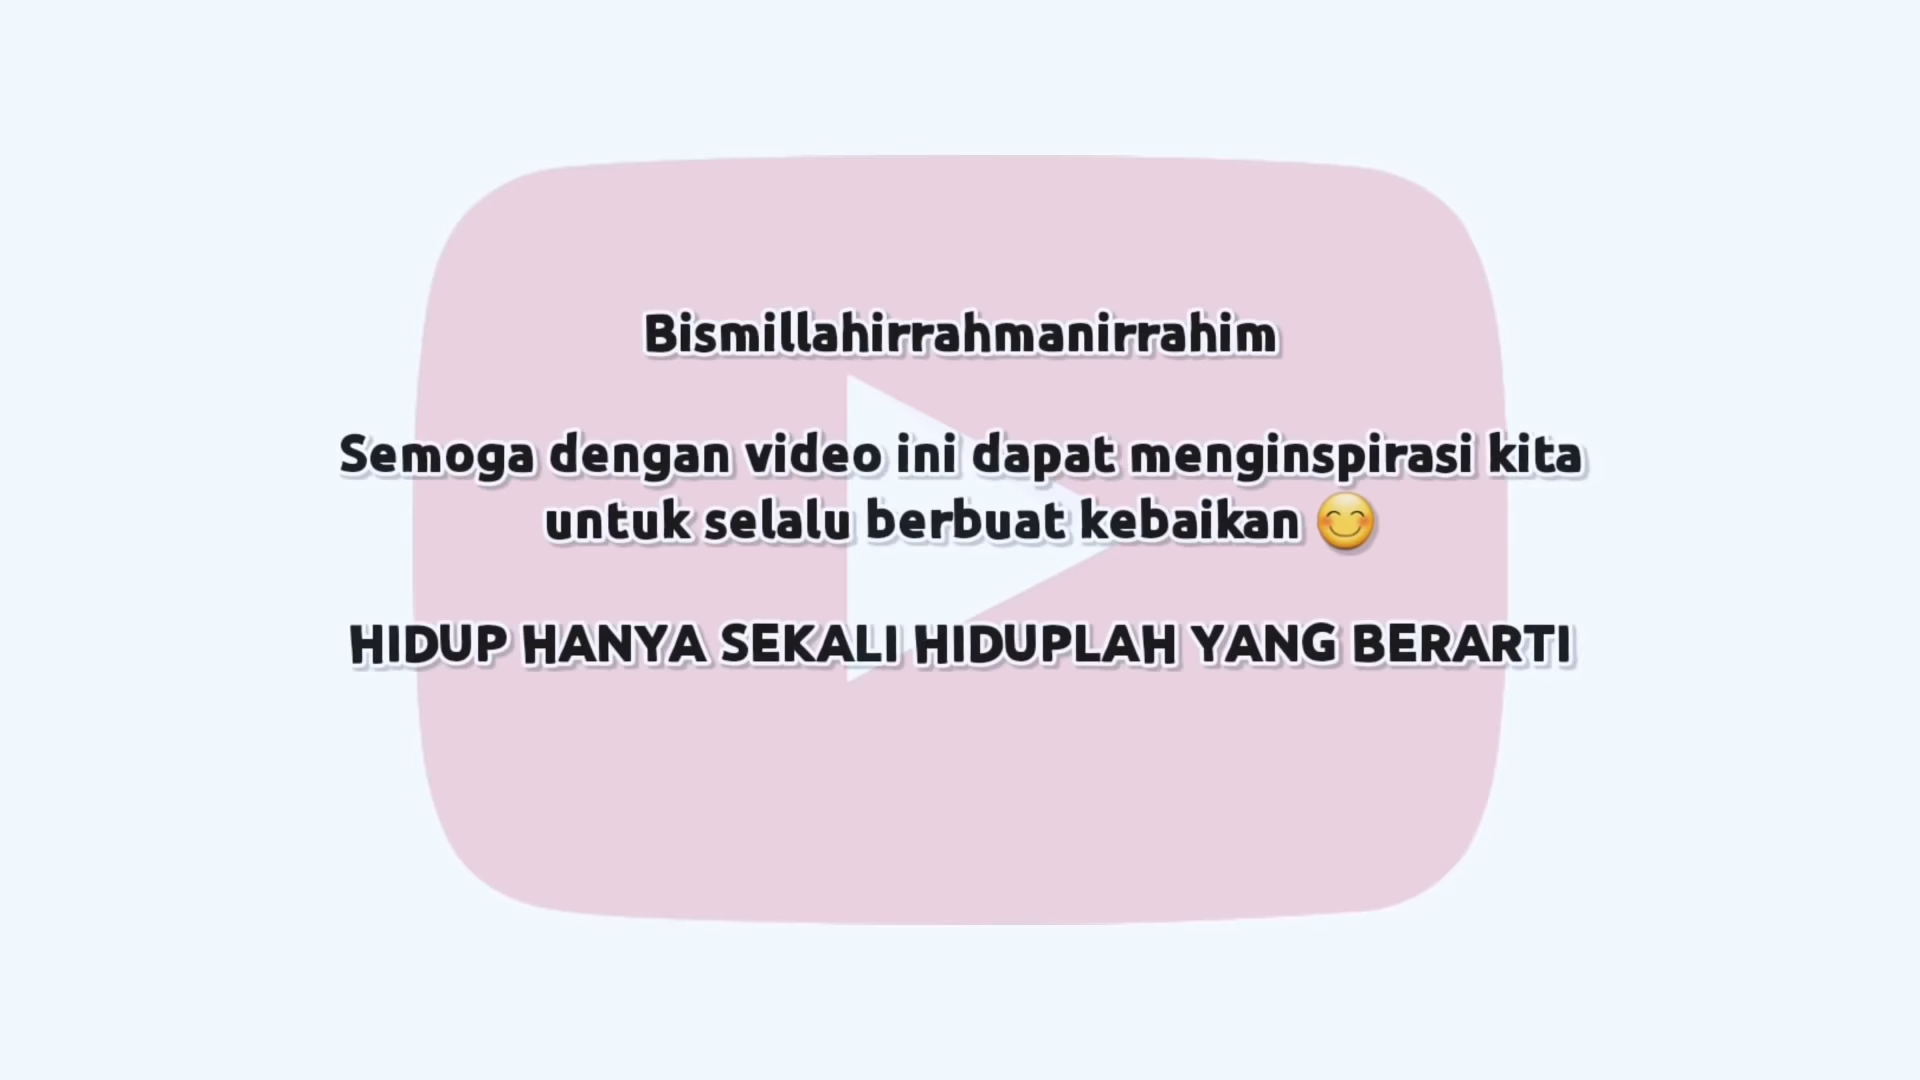 Bismillahirrahmanirrahim
Semoga dengan video ini dapat menginspirasi kita
untuk selalu berbuat kebaikan 😊
HIDUP HANYA SEKALI HIDUPLAH YANG BERARTI